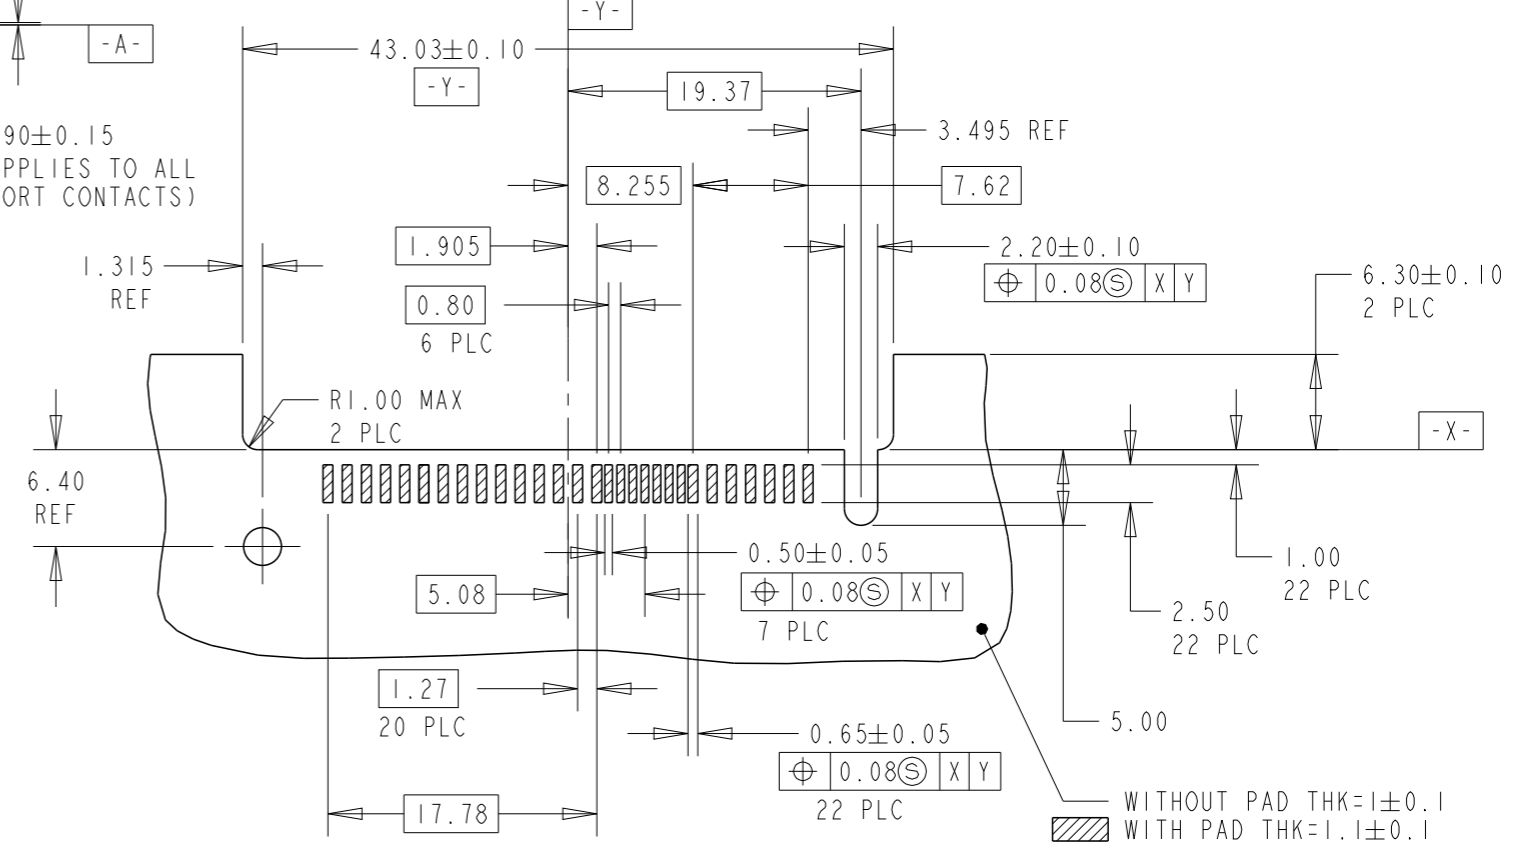 -Y-
-A-
43.03±0.10
-Y-
19.37
90±0.15
PPLIES TO ALL
ORT CONTACTS)
3.495 REF
8.255
7.62
1.905
2.20±0.10
⌖ 0.08Ⓢ X Y
1.315
REF
6.30±0.10
2 PLC
0.80
6 PLC
R1.00 MAX
2 PLC
-X-
6.40
REF
0.50±0.05
⌖ 0.08Ⓢ X Y
7 PLC
1.00
22 PLC
5.08
2.50
22 PLC
1.27
20 PLC
5.00
0.65±0.05
⌖ 0.08Ⓢ X Y
22 PLC
17.78
WITHOUT PAD THK=1±0.1
WITH PAD THK=1.1±0.1